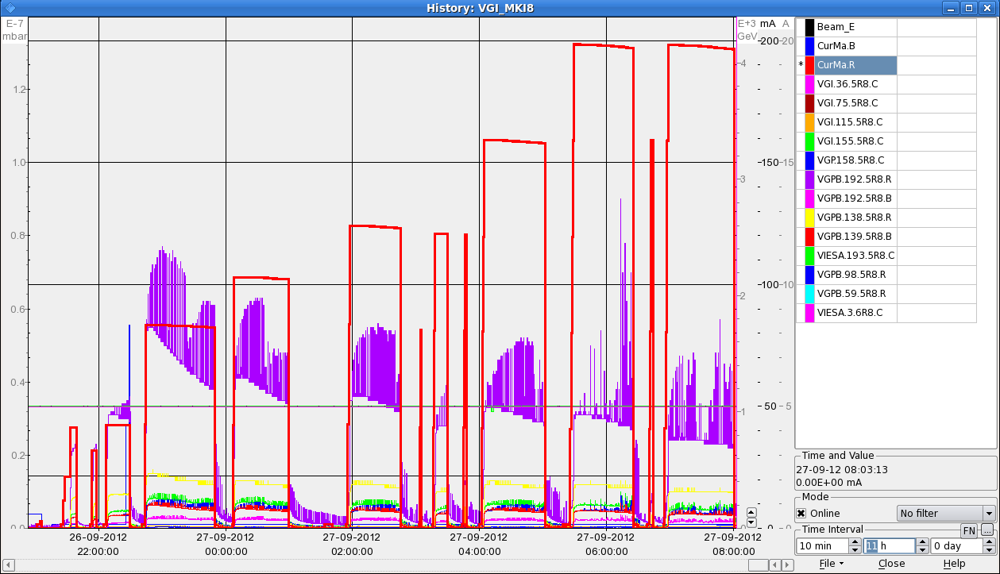 History: VGI_MKI8
E-7
mbar
1.2
1.0
0.8
0.6
0.4
0.2
0.0
E+3 mA A
GeV
200 20
4
150 15
3
100 10
2
50 5
1
0 0
26-09-2012 27-09-2012 27-09-2012 27-09-2012 27-09-2012 27-09-2012
22:00:00 00:00:00 02:00:00 04:00:00 06:00:00 08:00:00
Beam_E
CurMa.B
* CurMa.R
VGI.36.5R8.C
VGI.75.5R8.C
VGI.115.5R8.C
VGI.155.5R8.C
VGP.158.5R8.C
VGPB.192.5R8.R
VGPB.192.5R8.B
VGPB.138.5R8.R
VGPB.139.5R8.B
VIESA.193.5R8.C
VGPB.98.5R8.R
VGPB.59.5R8.R
VIESA.3.6R8.C
Time and Value
27-09-12 08:03:13
0.00E+00 mA
Mode
Online No filter
Time Interval FN ...
10 min 11 h 0 day
File Close Help